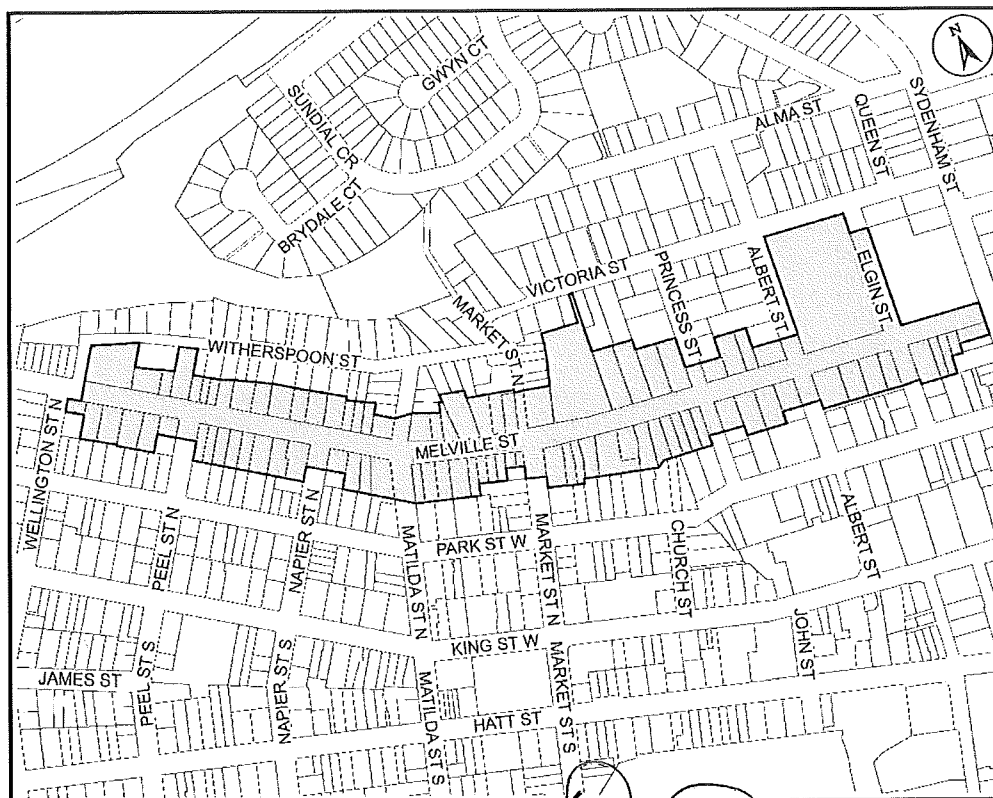 N
GWYN CT
SUNDIAL CR
SYDENHAM ST
QUEEN ST
ALMA ST
BRYDALE CT
VICTORIA ST
PRINCESS ST
ALBERT ST
ELGIN ST
MARKET ST N
WITHERSPOON ST
MELVILLE ST
WELLINGTON ST N
PEEL ST N
NAPIER ST N
MATILDA ST N
PARK ST W
MARKET ST N
CHURCH ST
ALBERT ST
KING ST W
JOHN ST
JAMES ST
PEEL ST S
NAPIER ST S
MATILDA ST S
HATT ST
MARKET ST S